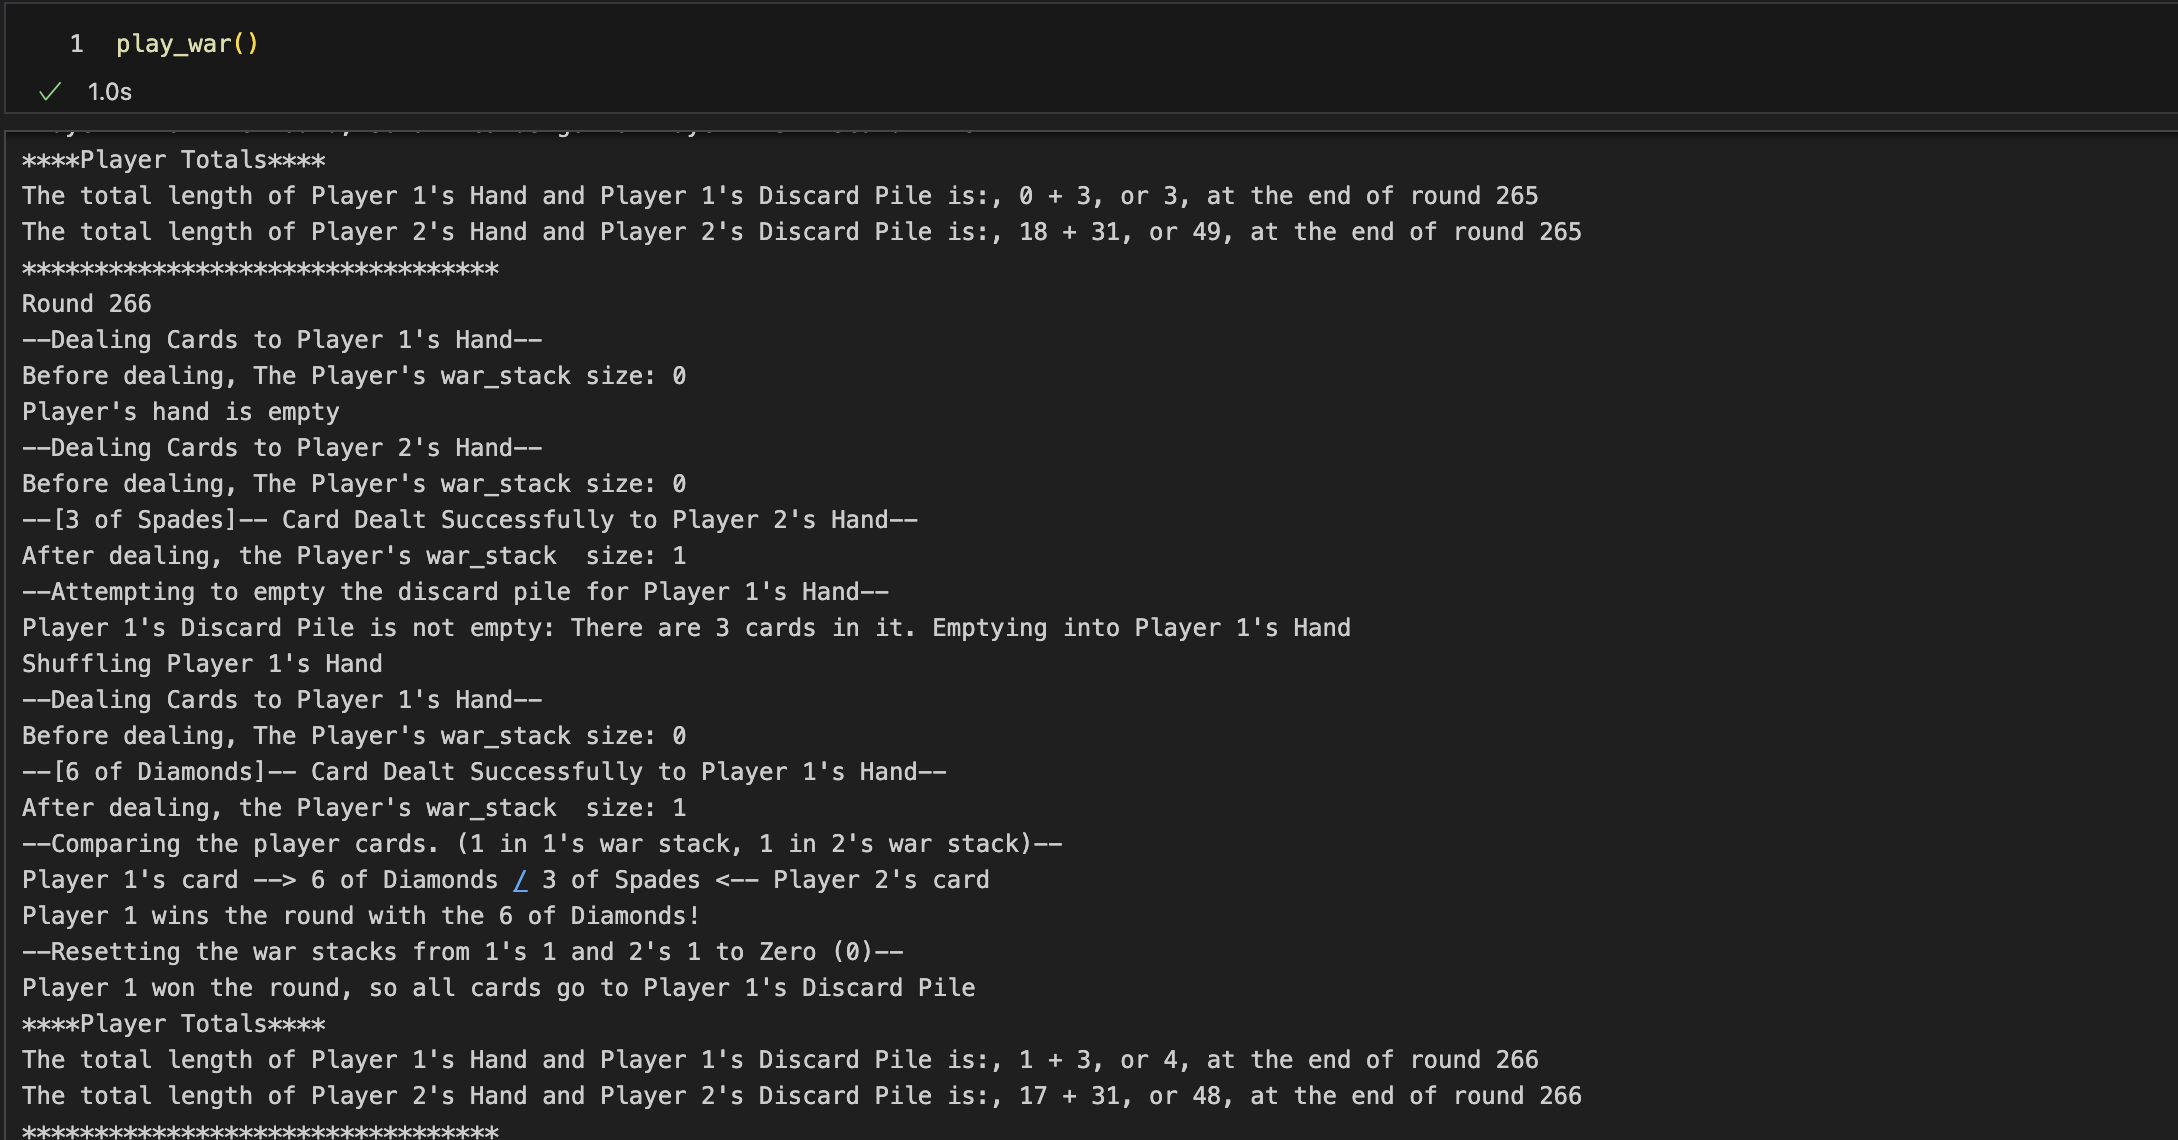 1 play_war()
1.0s
****Player Totals****
The total length of Player 1's Hand and Player 1's Discard Pile is:, 0 + 3, or 3, at the end of round 265
The total length of Player 2's Hand and Player 2's Discard Pile is:, 18 + 31, or 49, at the end of round 265
*********************************
Round 266
--Dealing Cards to Player 1's Hand--
Before dealing, The Player's war_stack size: 0
Player's hand is empty
--Dealing Cards to Player 2's Hand--
Before dealing, The Player's war_stack size: 0
--[3 of Spades]-- Card Dealt Successfully to Player 2's Hand--
After dealing, the Player's war_stack  size: 1
--Attempting to empty the discard pile for Player 1's Hand--
Player 1's Discard Pile is not empty: There are 3 cards in it. Emptying into Player 1's Hand
Shuffling Player 1's Hand
--Dealing Cards to Player 1's Hand--
Before dealing, The Player's war_stack size: 0
--[6 of Diamonds]-- Card Dealt Successfully to Player 1's Hand--
After dealing, the Player's war_stack  size: 1
--Comparing the player cards. (1 in 1's war stack, 1 in 2's war stack)--
Player 1's card --> 6 of Diamonds / 3 of Spades <-- Player 2's card
Player 1 wins the round with the 6 of Diamonds!
--Resetting the war stacks from 1's 1 and 2's 1 to Zero (0)--
Player 1 won the round, so all cards go to Player 1's Discard Pile
****Player Totals****
The total length of Player 1's Hand and Player 1's Discard Pile is:, 1 + 3, or 4, at the end of round 266
The total length of Player 2's Hand and Player 2's Discard Pile is:, 17 + 31, or 48, at the end of round 266
*********************************